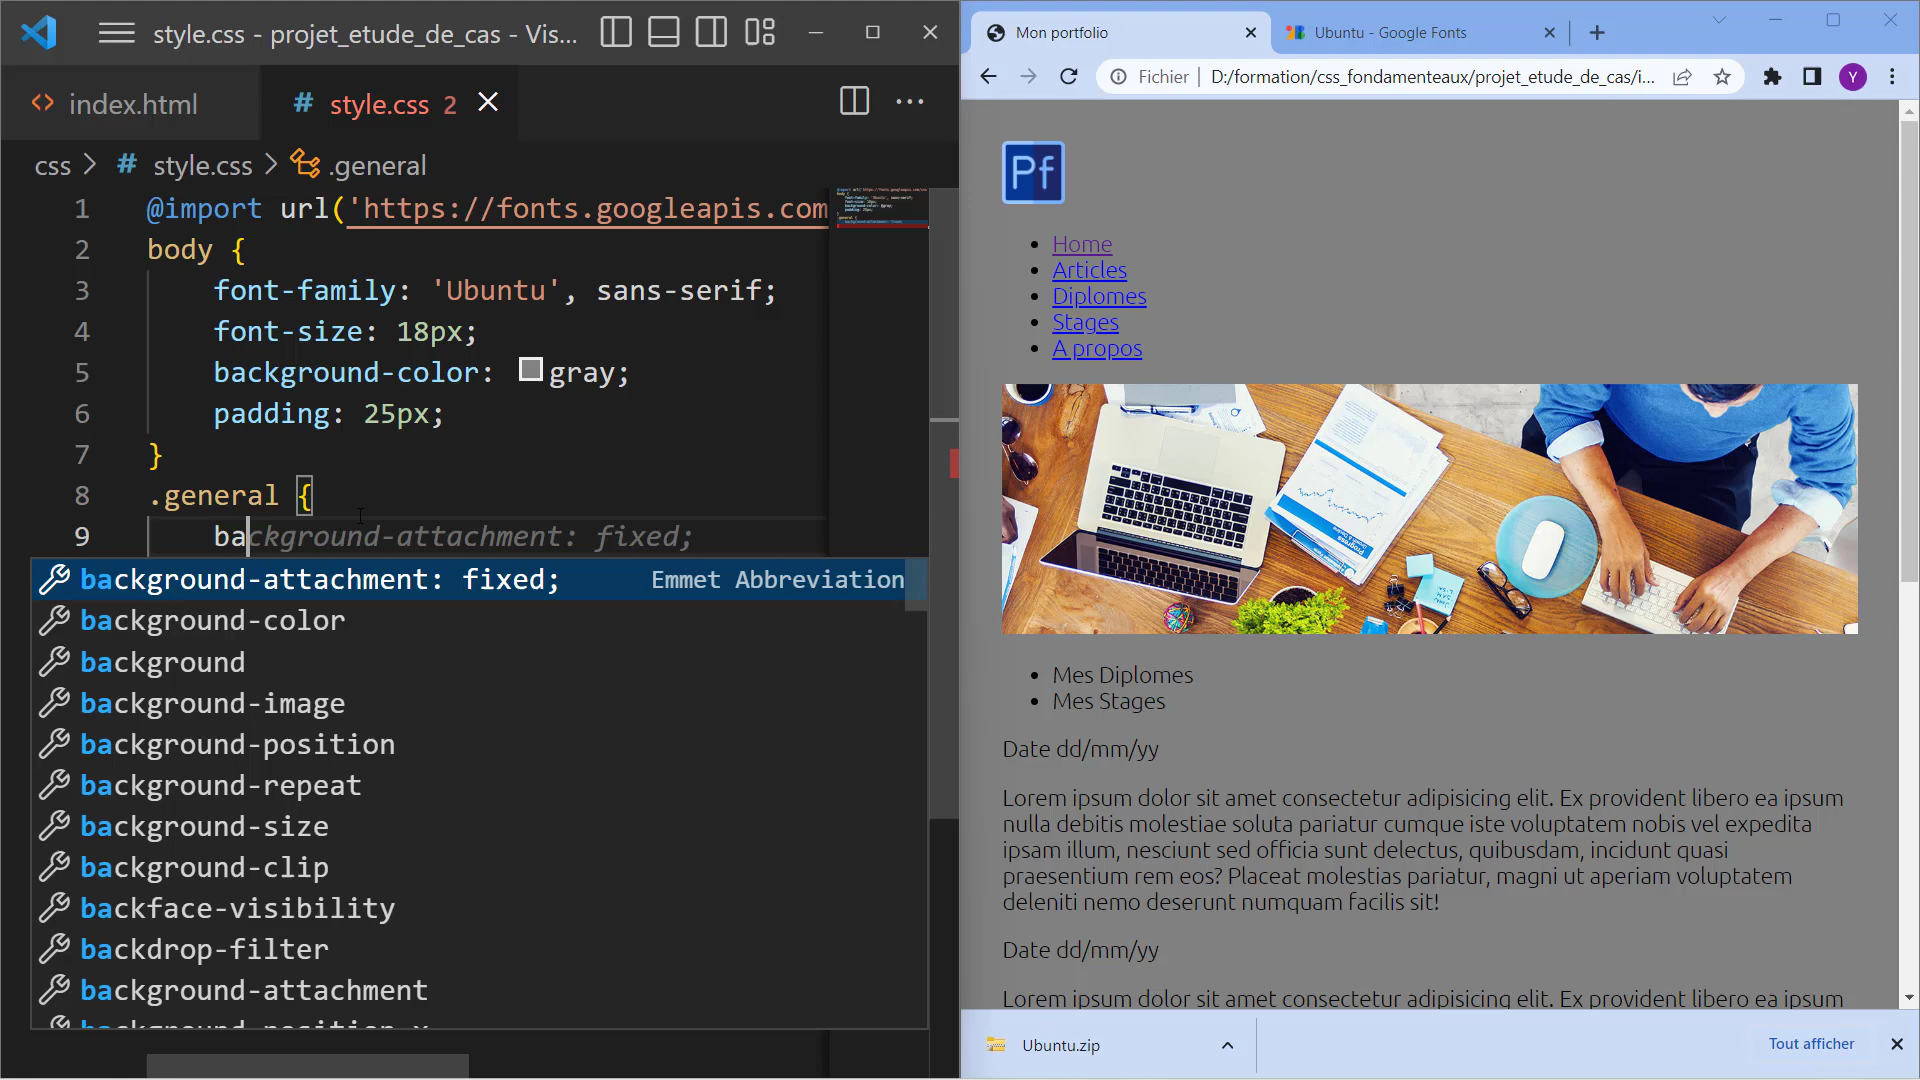 style.css - projet_etude_de_cas - Vis...
index.html
# style.css 2
css > # style.css > .general
1 @import url('https://fonts.googleapis.com
2 body {
3 font-family: 'Ubuntu', sans-serif;
4 font-size: 18px;
5 background-color: gray;
6 padding: 25px;
7 }
8 .general {
9 background-attachment: fixed;
background-attachment: fixed; Emmet Abbreviation
background-color
background
background-image
background-position
background-repeat
background-size
background-clip
backface-visibility
backdrop-filter
background-attachment
background-position-x
Mon portfolio
Ubuntu - Google Fonts
Fichier | D:/formation/css_fondamenteaux/projet_etude_de_cas/i...
Y
Pf
Home
Articles
Diplomes
Stages
A propos
Mes Diplomes
Mes Stages
Date dd/mm/yy
Lorem ipsum dolor sit amet consectetur adipisicing elit. Ex provident libero ea ipsum
nulla debitis molestiae soluta pariatur cumque iste voluptatem nobis vel expedita
ipsam illum, nesciunt sed officia sunt delectus, quibusdam, incidunt quasi
praesentium rem eos? Placeat molestias pariatur, magni ut aperiam voluptatem
deleniti nemo deserunt numquam facilis sit!
Date dd/mm/yy
Lorem ipsum dolor sit amet consectetur adipisicing elit. Ex provident libero ea ipsum
Ubuntu.zip
Tout afficher